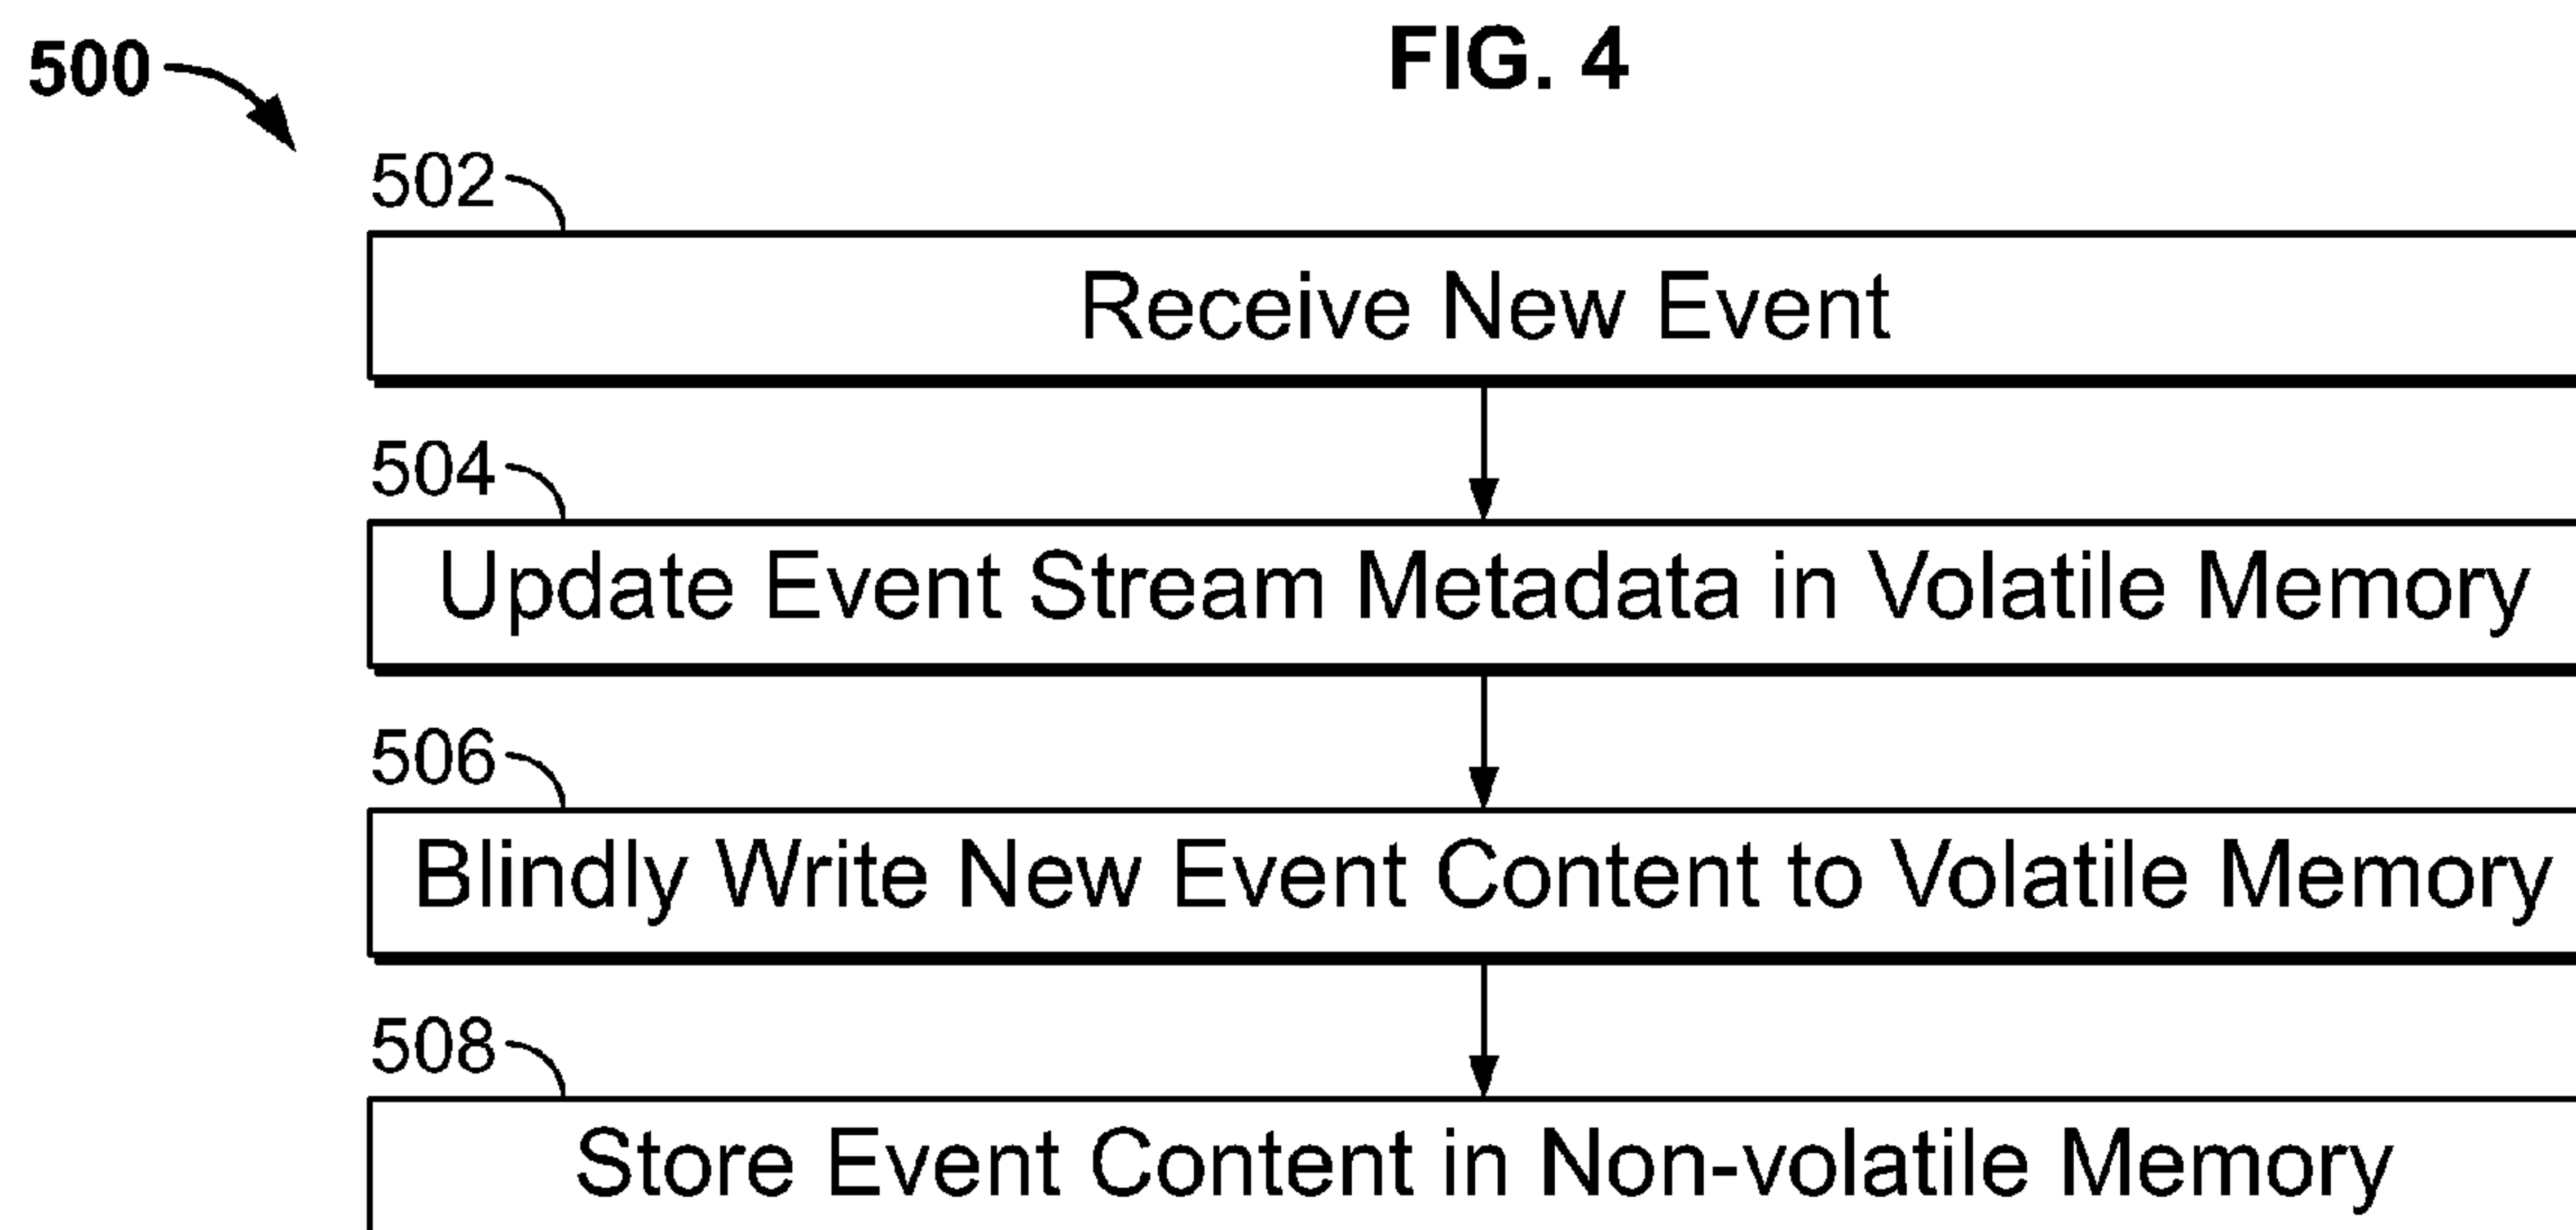 FIG. 4
500
502
Receive New Event
504
Update Event Stream Metadata in Volatile Memory
506
Blindly Write New Event Content to Volatile Memory
508
Store Event Content in Non-volatile Memory